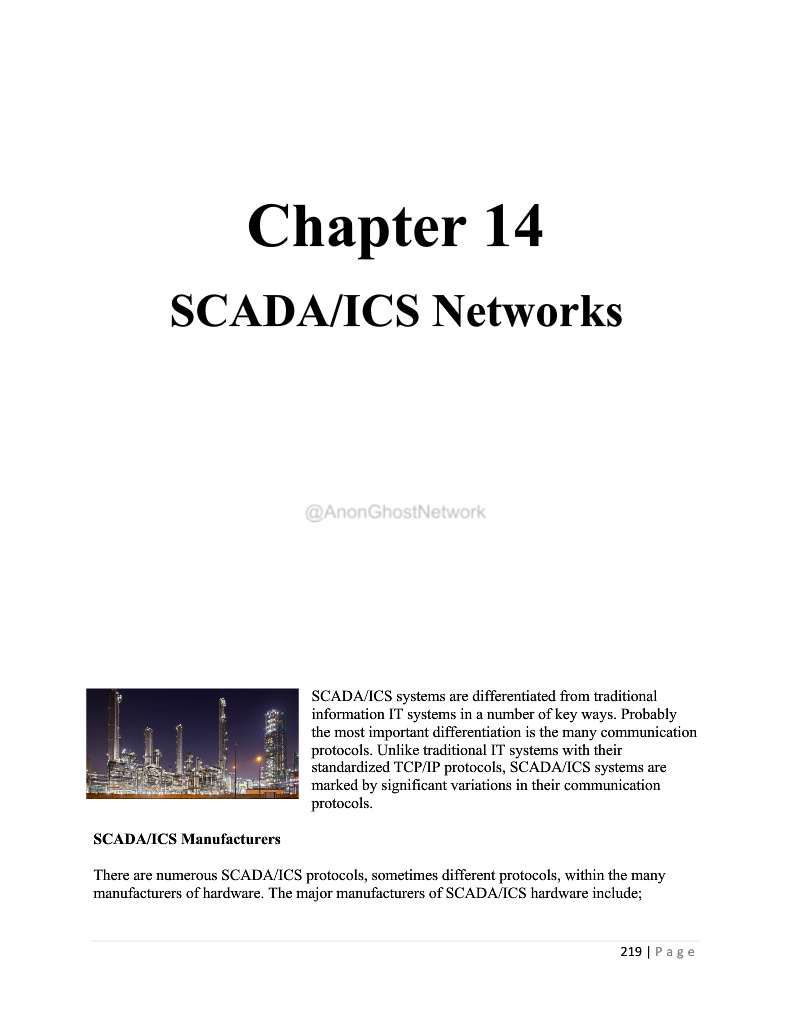 Chapter 14
SCADA/ICS Networks
@AnonGhostNetwork
SCADA/ICS systems are differentiated from traditional
information IT systems in a number of key ways. Probably
the most important differentiation is the many communication
protocols. Unlike traditional IT systems with their
standardized TCP/IP protocols, SCADA/ICS systems are
marked by significant variations in their communication
protocols.
SCADA/ICS Manufacturers
There are numerous SCADA/ICS protocols, sometimes different protocols, within the many
manufacturers of hardware. The major manufacturers of SCADA/ICS hardware include;
219 | P a g e